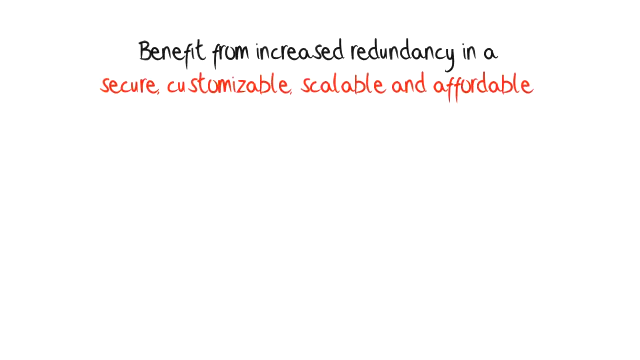 Benefit from increased redundancy in a
secure, customizable, scalable and affordable